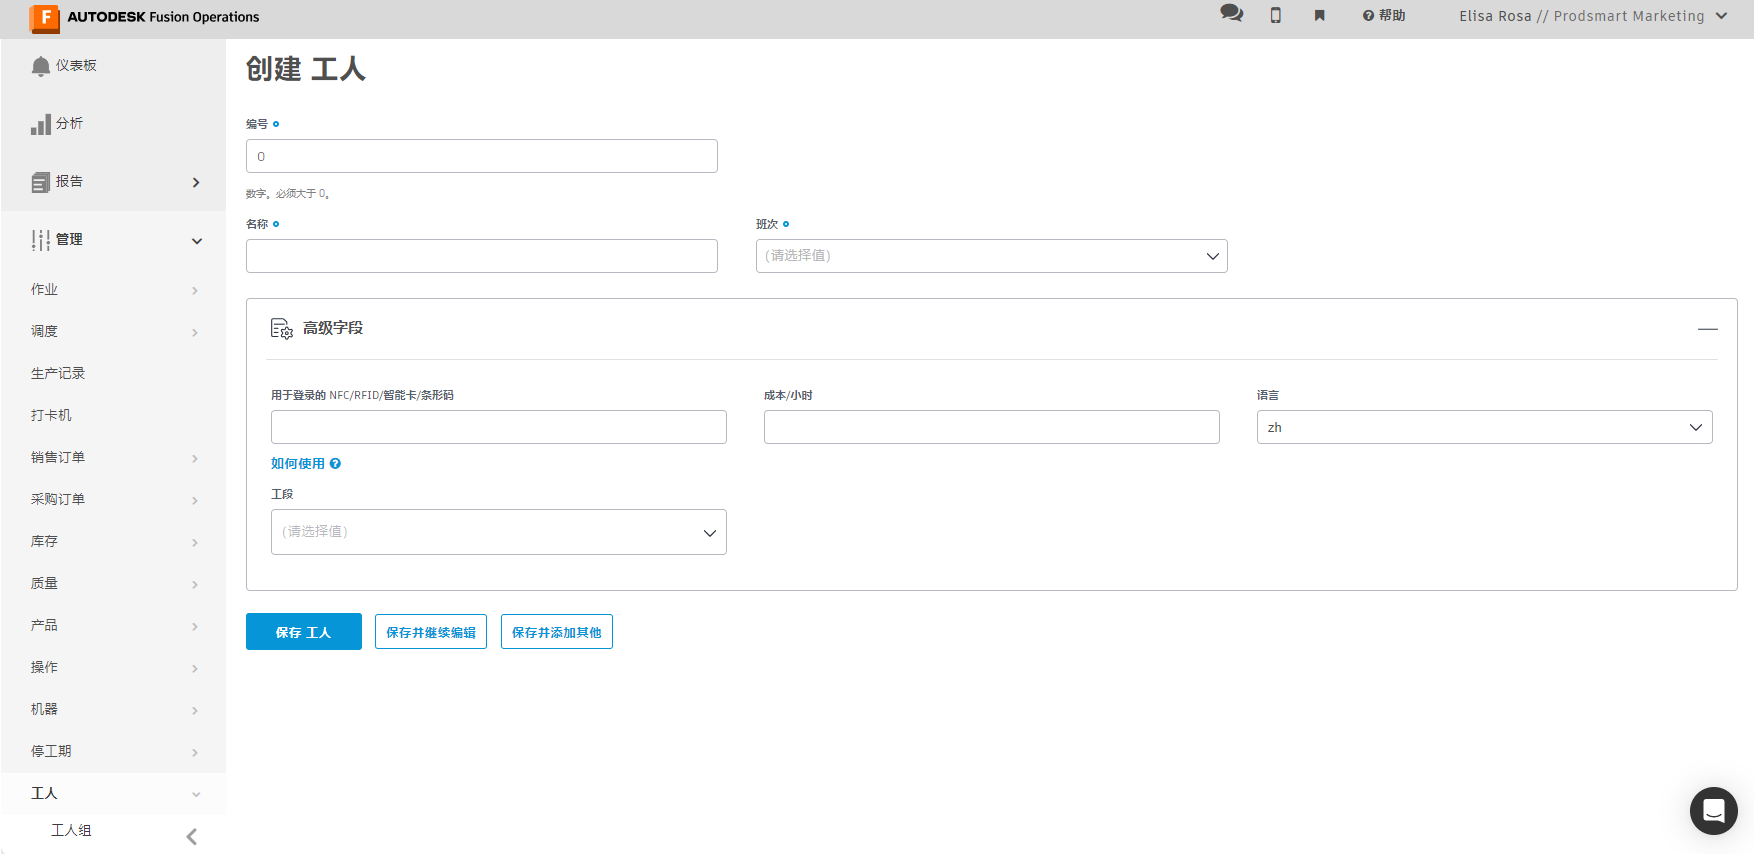 AUTODESK Fusion Operations
帮助
Elisa Rosa // Prodsmart Marketing
仪表板
分析
报告
管理
作业
调度
生产记录
打卡机
销售订单
采购订单
库存
质量
产品
操作
机器
停工期
工人
工人组
创建 工人
编号
0
数字。必须大于 0。
名称
班次
(请选择值)
高级字段
用于登录的 NFC/RFID/智能卡/条形码
成本/小时
语言
zh
如何使用
工段
(请选择值)
保存 工人
保存并继续编辑
保存并添加其他